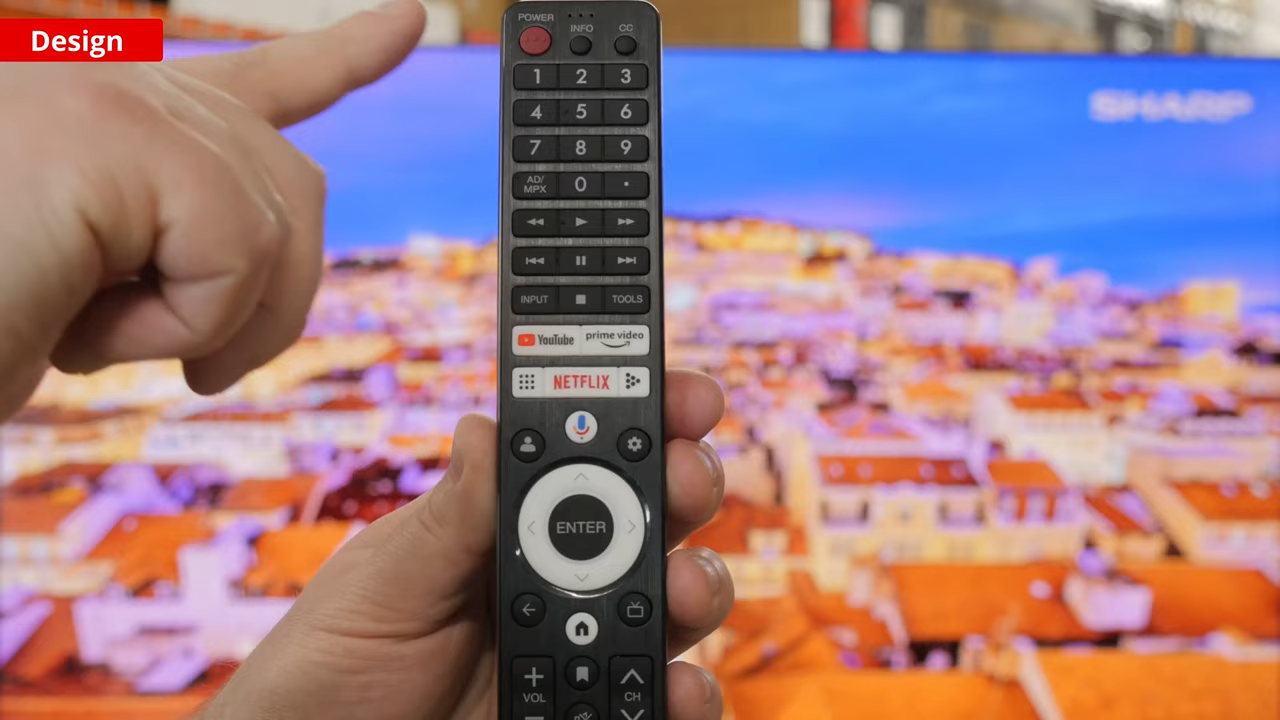 Design
SHARP
POWER
INFO
CC
1 2 3
4 5 6
7 8 9
AD/
MPX
0
INPUT
TOOLS
YouTube
prime video
NETFLIX
ENTER
VOL
CH